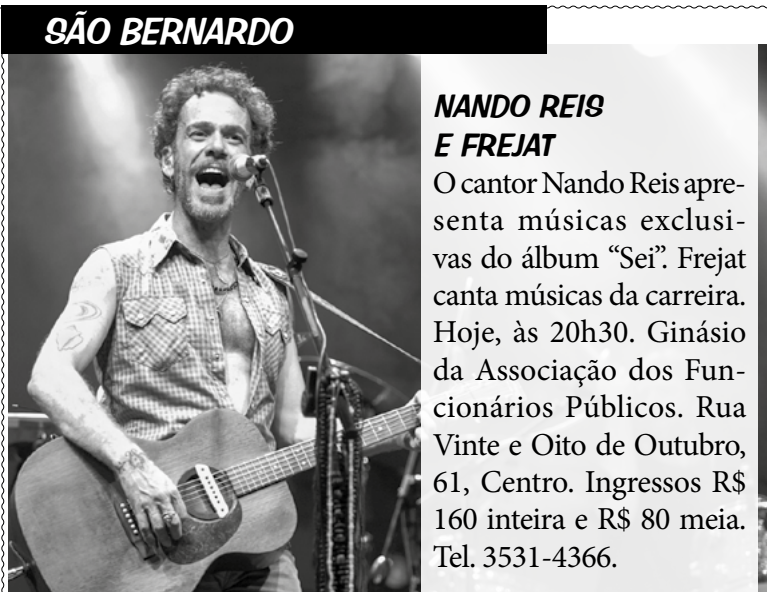 SÃO BERNARDO
NANDO REIS
E FREJAT
O cantor Nando Reis apre-
senta músicas exclusi-
vas do álbum “Sei”. Frejat
canta músicas da carreira.
Hoje, às 20h30. Ginásio
da Associação dos Fun-
cionários Públicos. Rua
Vinte e Oito de Outubro,
61, Centro. Ingressos R$
160 inteira e R$ 80 meia.
Tel. 3531-4366.